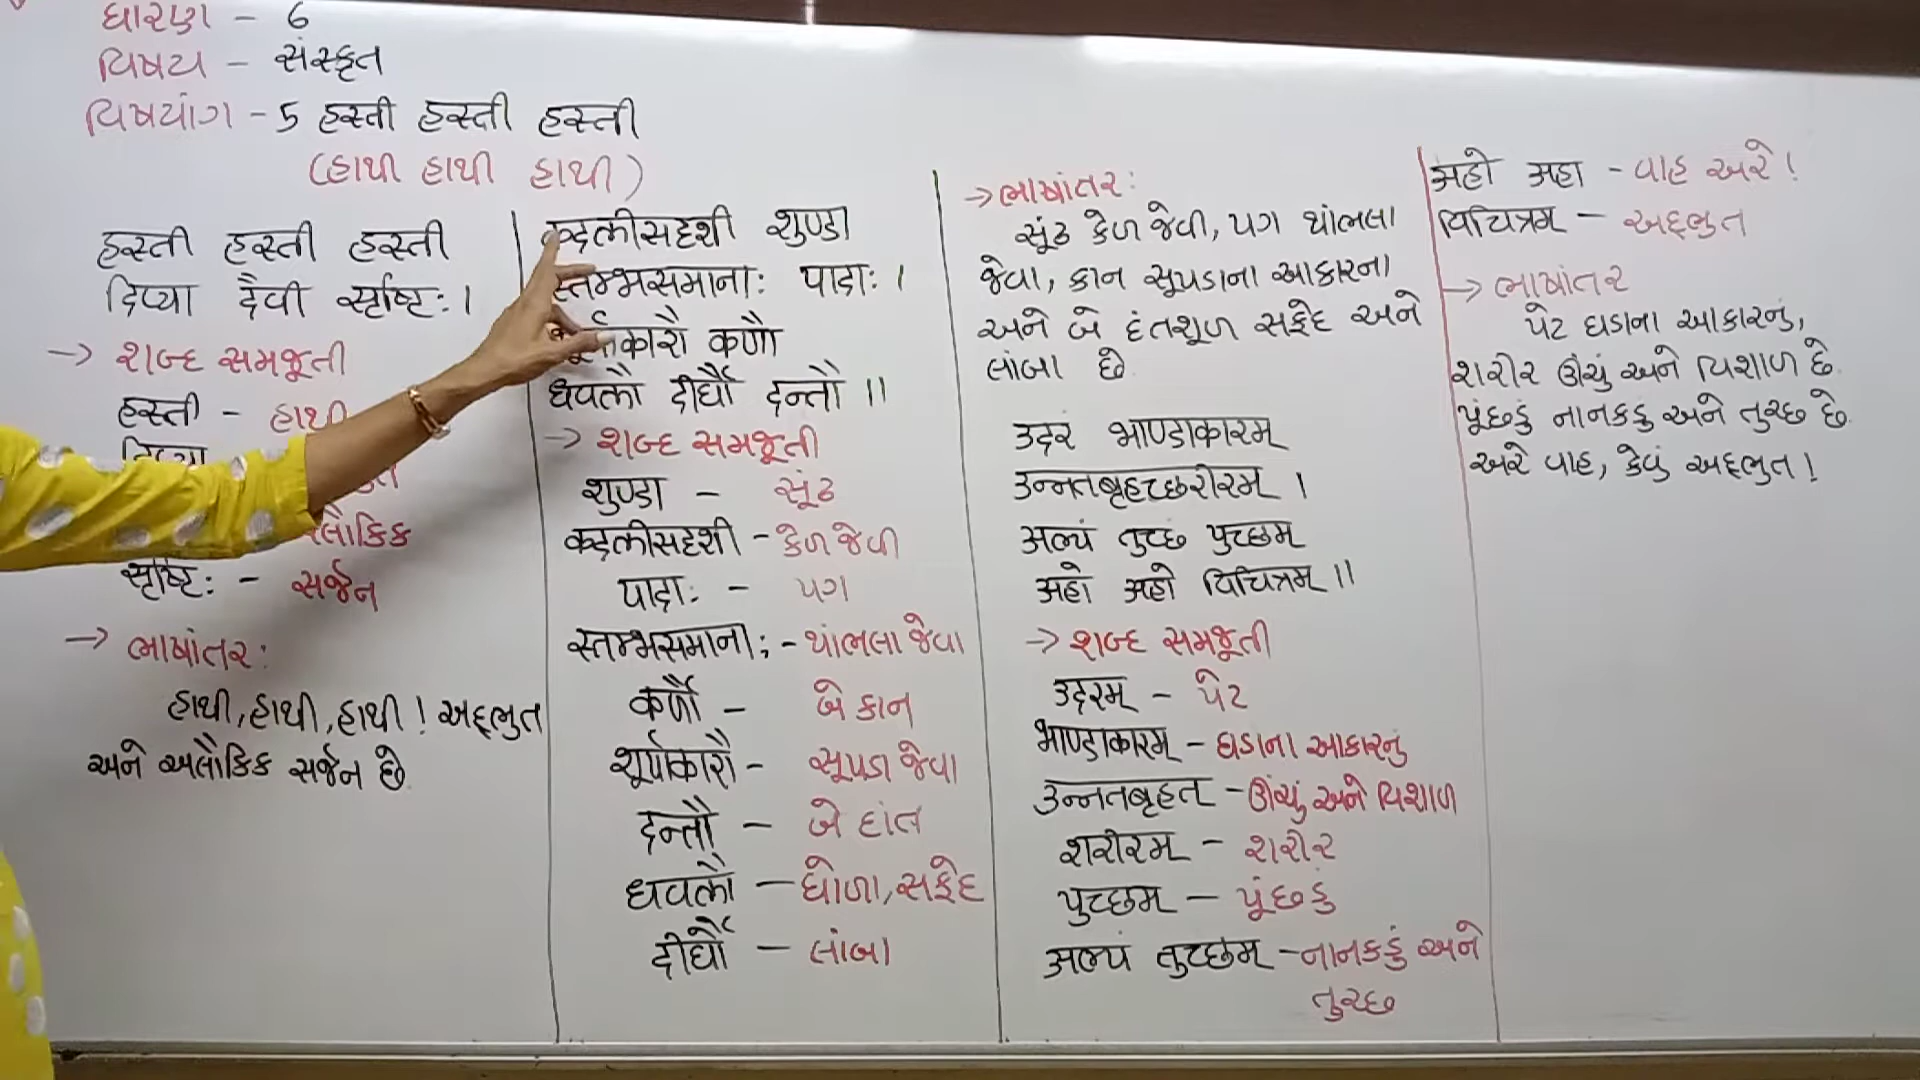 ધોરણ - 6
વિષય - સંસ્કૃત
વિષયાંગ - 5 हस्ती हस्ती हस्ती
(હાથી હાથી હાથી)
हस्ती हस्ती हस्ती
दिव्या दैवी सृष्टिः।
→ શબ્દ સમજૂતી
हस्ती - હાથી
અલૌકિક
सृष्टिः - સર્જન
→ ભાષાંતર:
હાથી, હાથી, હાથી! અદ્ભુત
અને અલૌકિક સર્જન છે.
कदलीसदृशी शुण्डा
स्तम्भसमानाः पादाः।
कर्णौ
धवलौ दीर्घौ दन्तौ॥
→ શબ્દ સમજૂતી
शुण्डा - સૂંઢ
कदलीसदृशी - કેળ જેવી
पादाः - પગ
स्तम्भसमानाः - થાંભલા જેવા
कर्णौ - બે કાન
शूर्पाकारौ - સૂપડા જેવા
दन्तौ - બે દાંત
धवलौ - ધોળા, સફેદ
दीर्घौ - લાંબા
→ ભાષાંતર:
સૂંઢ કેળ જેવી, પગ થાંભલા
જેવા, કાન સૂપડાના આકારના
અને બે દંતશૂળ સફેદ અને
લાંબા છે.
उदरं भाण्डाकारम्
उन्नतबृहच्छरीरम्।
अल्पं तुच्छं पुच्छम्
अहो अहो विचित्रम्॥
→ શબ્દ સમજૂતી
उदरम् - પેટ
भाण्डाकारम् - ઘડાના આકારનું
उन्नतबृहत् - ઊંચું અને વિશાળ
शरीरम् - શરીર
पुच्छम् - પૂંછડું
अल्पं तुच्छम् - નાનકડું અને
તુચ્છ
अहो अहा - વાહ અરે!
विचित्रम् - અદ્ભુત
→ ભાષાંતર
પેટ ઘડાના આકારનું,
શરીર ઊંચું અને વિશાળ છે.
પૂંછડું નાનકડું અને તુચ્છ છે.
અરે વાહ, કેવું અદ્ભુત!